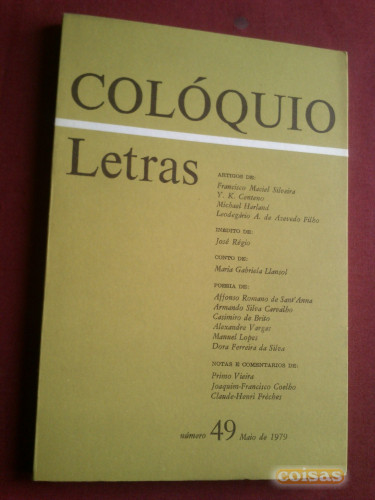 COLÓQUIO
Letras
ARTIGOS DE:
Francisco Maciel Silveira
Y. K. Centeno
Michael Harland
Leodegário A. de Azevedo Filho
INÉDITO DE:
José Régio
CONTO DE:
Maria Gabriela Llansol
POESIA DE:
Affonso Romano de Sant'Anna
Armando Silva Carvalho
Casimiro de Brito
Alexandre Vargas
Manuel Lopes
Dora Ferreira da Silva
NOTAS E COMENTÁRIOS DE:
Primo Vieira
Joaquim-Francisco Coelho
Claude-Henri Frèches
número 49 Maio de 1979
coisas